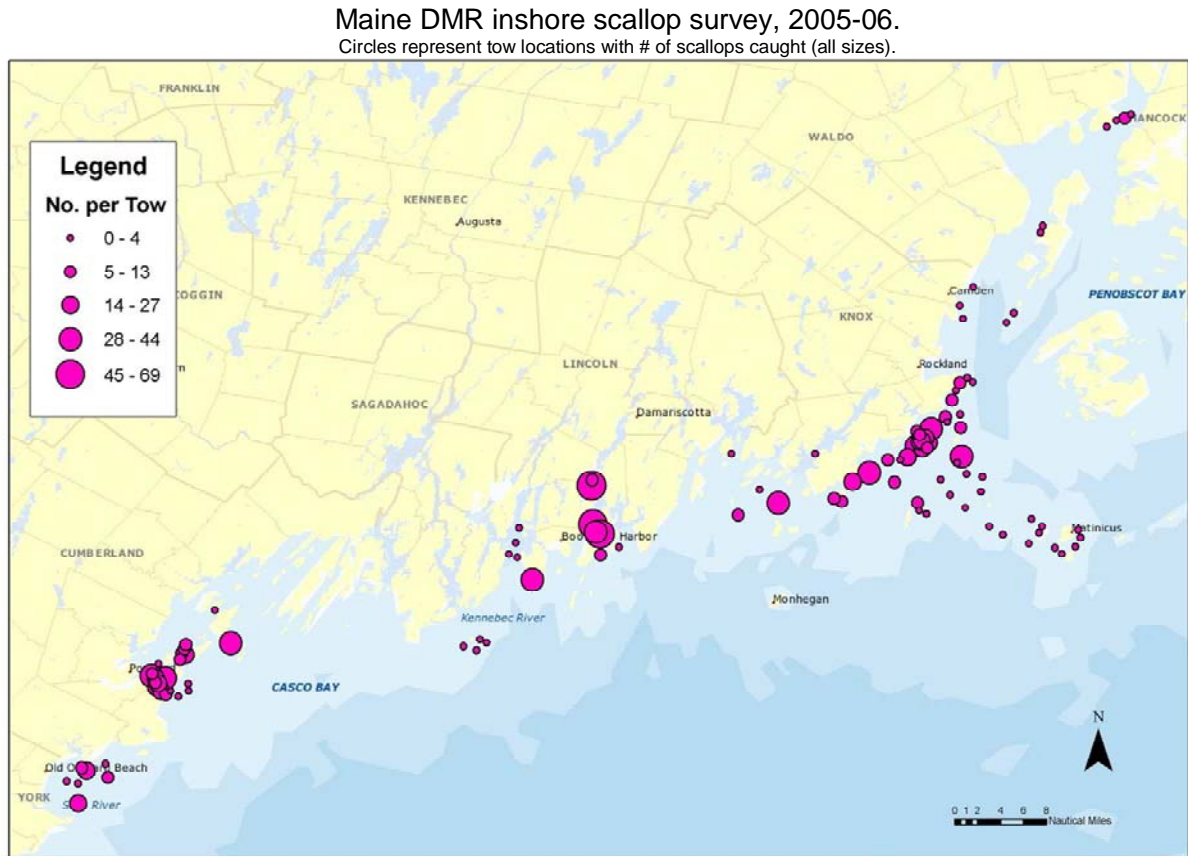 Maine DMR inshore scallop survey, 2005-06.
Circles represent tow locations with # of scallops caught (all sizes).
FRANKLIN
HANCOCK
WALDO
Legend
No. per Tow
0 - 4
5 - 13
14 - 27
28 - 44
45 - 69
KENNEBEC
Augusta
COGGIN
Camden
PENOBSCOT BAY
KNOX
LINCOLN
Rockland
SAGADAHOC
Damariscotta
Harbor
Matinicus
CUMBERLAND
Monhegan
Kennebec River
CASCO BAY
N
Beach
YORK
River
0 1 2 4 6 8
Nautical Miles